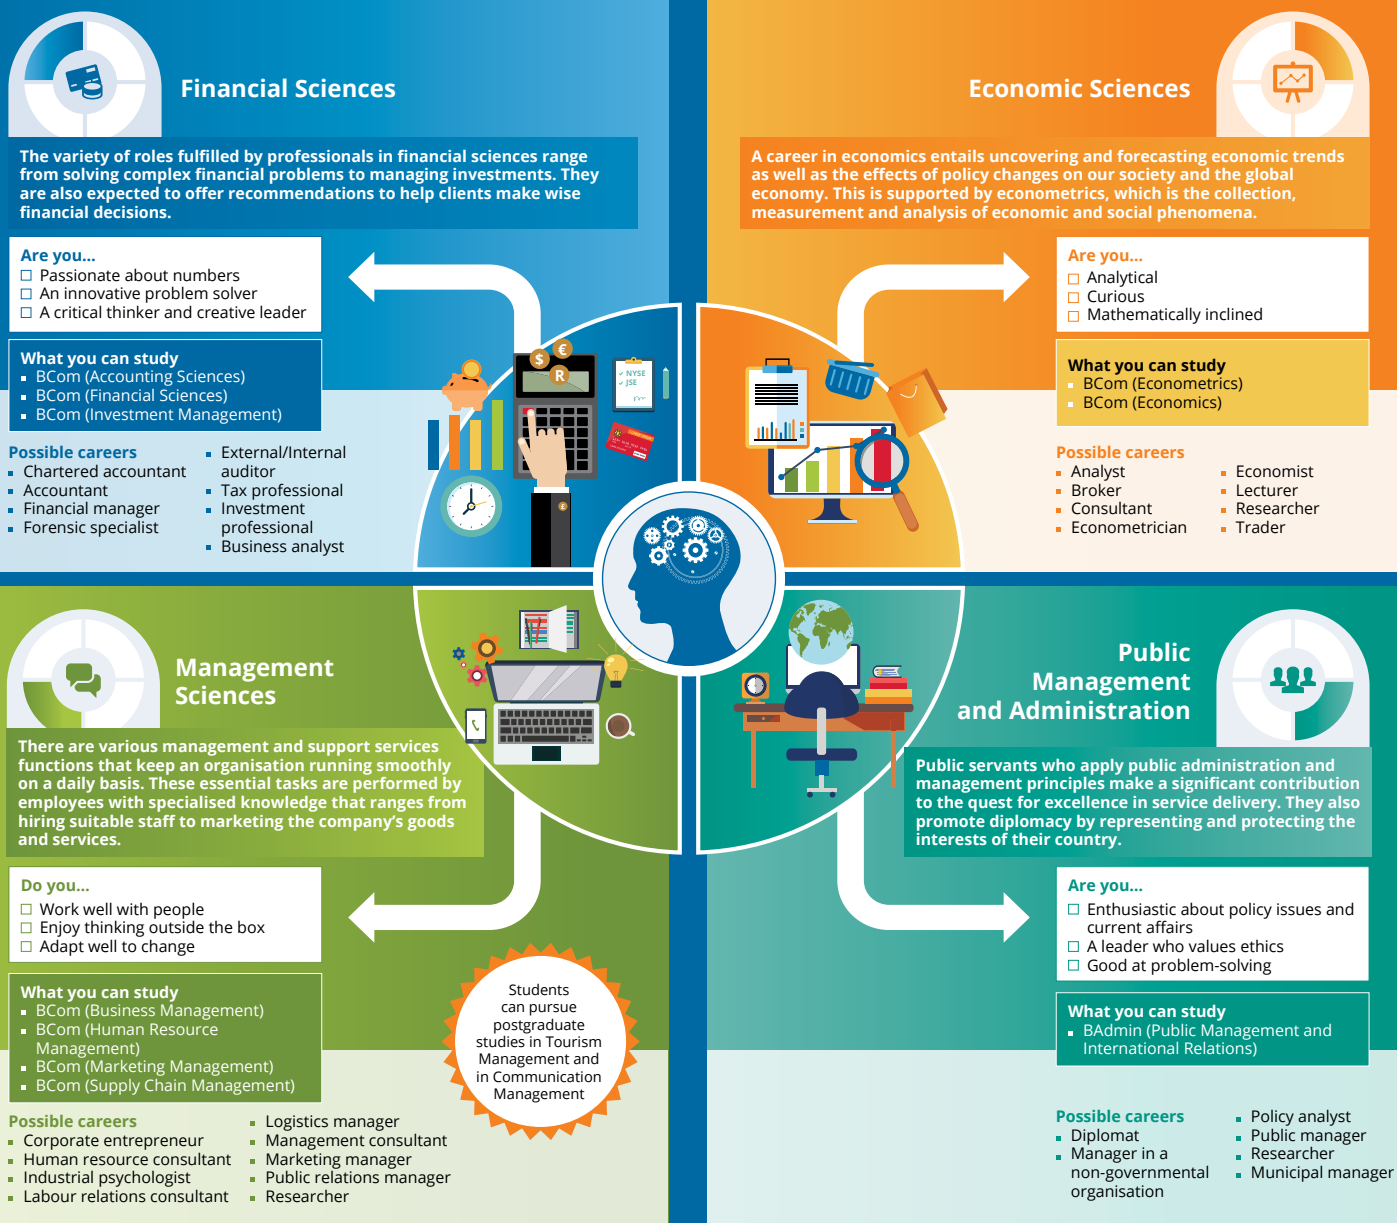 Financial Sciences
The variety of roles fulfilled by professionals in financial sciences range
from solving complex financial problems to managing investments. They
are also expected to offer recommendations to help clients make wise
financial decisions.
Are you...
Passionate about numbers
An innovative problem solver
A critical thinker and creative leader
What you can study
BCom (Accounting Sciences)
BCom (Financial Sciences)
BCom (Investment Management)
Possible careers
Chartered accountant
Accountant
Financial manager
Forensic specialist
External/Internal
auditor
Tax professional
Investment
professional
Business analyst
$
€
R
NYSE
JSE
£
Economic Sciences
A career in economics entails uncovering and forecasting economic trends
as well as the effects of policy changes on our society and the global
economy. This is supported by econometrics, which is the collection,
measurement and analysis of economic and social phenomena.
Are you...
Analytical
Curious
Mathematically inclined
What you can study
BCom (Econometrics)
BCom (Economics)
Possible careers
Analyst
Broker
Consultant
Econometrician
Economist
Lecturer
Researcher
Trader
Management
Sciences
There are various management and support services
functions that keep an organisation running smoothly
on a daily basis. These essential tasks are performed by
employees with specialised knowledge that ranges from
hiring suitable staff to marketing the company's goods
and services.
Do you...
Work well with people
Enjoy thinking outside the box
Adapt well to change
What you can study
BCom (Business Management)
BCom (Human Resource
Management)
BCom (Marketing Management)
BCom (Supply Chain Management)
Possible careers
Corporate entrepreneur
Human resource consultant
Industrial psychologist
Labour relations consultant
Logistics manager
Management consultant
Marketing manager
Public relations manager
Researcher
Students
can pursue
postgraduate
studies in Tourism
Management and
in Communication
Management
Public
Management
and Administration
Public servants who apply public administration and
management principles make a significant contribution
to the quest for excellence in service delivery. They also
promote diplomacy by representing and protecting the
interests of their country.
Are you...
Enthusiastic about policy issues and
current affairs
A leader who values ethics
Good at problem-solving
What you can study
BAdmin (Public Management and
International Relations)
Possible careers
Diplomat
Manager in a
non-governmental
organisation
Policy analyst
Public manager
Researcher
Municipal manager